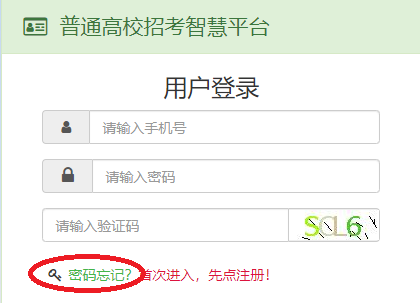 普通高校招考智慧平台
用户登录
请输入手机号
请输入密码
请输入验证码 SCL6
密码忘记? 首次进入，先点注册!